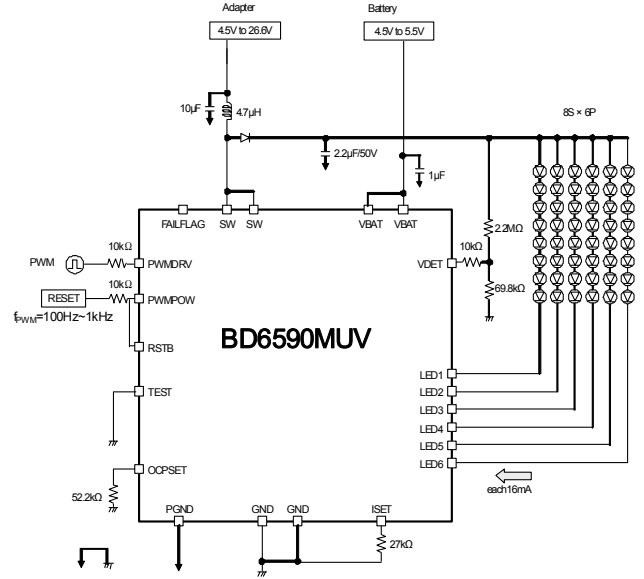 Adapter
Battery
4.5V to 26.6V
4.5V to 5.5V
10µF
4.7µH
8S × 6P
2.2µF/50V
1µF
FAILFLAG
SW
SW
VBAT
VBAT
2.2MΩ
10kΩ
PWM
PWMDRV
10kΩ
VDET
RESET
10kΩ
PWMPOW
69.8kΩ
fPWM=100Hz~1kHz
BD6590MUV
RSTB
LED1
TEST
LED2
LED3
LED4
LED5
OCPSET
LED6
each16mA
52.2kΩ
PGND
GND
GND
ISET
27kΩ